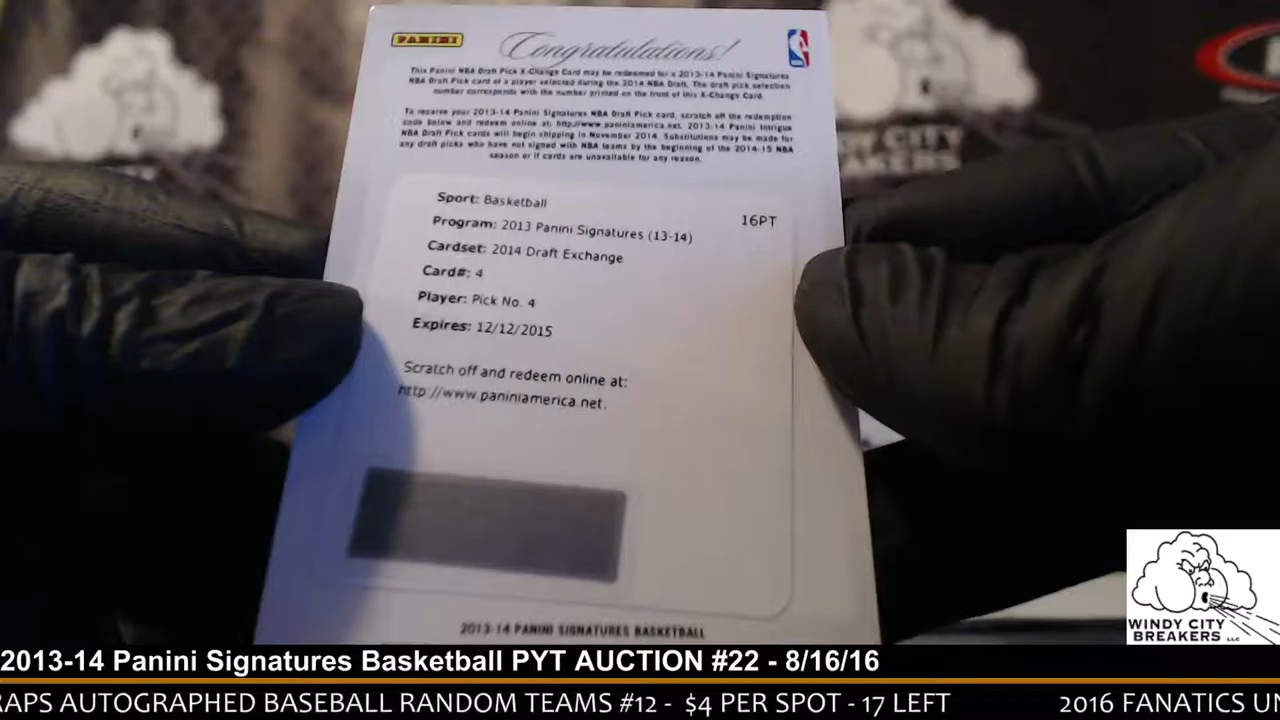 PANINI
Congratulations!
This Panini NBA Draft Pick X-Change Card may be redeemed for a 2013-14 Panini Signatures
NBA Draft Pick card of a player selected during the 2014 NBA Draft. The draft pick selection
number corresponds with the number printed on the front of this X-Change Card.
To receive your 2013-14 Panini Signatures NBA Draft Pick card, scratch off the redemption
code below and redeem online at: http://www.paniniamerica.net. 2013-14 Panini Intrigue
NBA Draft Pick cards will begin shipping in November 2014. Substitutions may be made for
any draft picks who have not signed with NBA teams by the beginning of the 2014-15 NBA
season or if cards are unavailable for any reason.
Sport: Basketball
16PT
Program: 2013 Panini Signatures (13-14)
Cardset: 2014 Draft Exchange
Card#: 4
Player: Pick No. 4
Expires: 12/12/2015
Scratch off and redeem online at:
http://www.paniniamerica.net.
2013-14 PANINI SIGNATURES BASKETBALL
WINDY CITY
BREAKERS
WINDY CITY
BREAKERS LLC
2013-14 Panini Signatures Basketball PYT AUCTION #22 - 8/16/16
RAPS AUTOGRAPHED BASEBALL RANDOM TEAMS #12 - $4 PER SPOT - 17 LEFT
2016 FANATICS UN